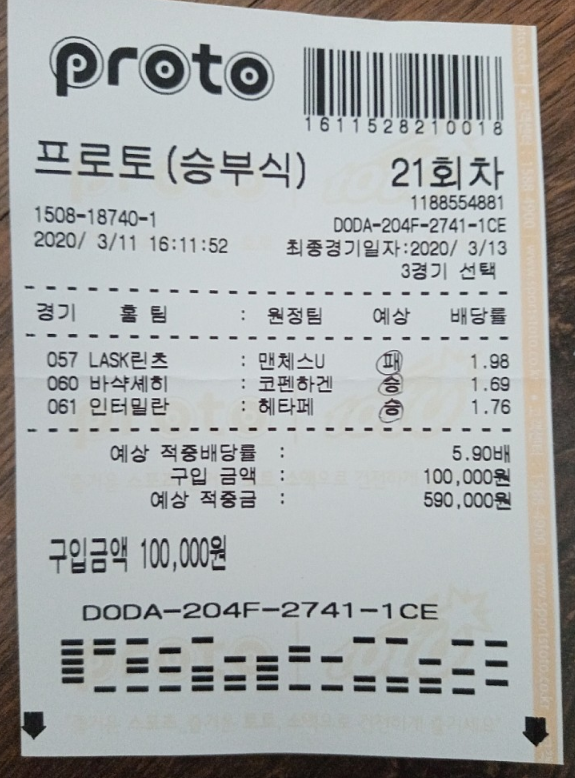 proto
1611528210018
프로토(승부식) 21회차
1188554881
1508-18740-1 DODA-204F-2741-1CE
2020/ 3/11 16:11:52 최종경기일자:2020/ 3/13
3경기 선택
경기 홈 팀 : 원정팀 예상 배당률
057 LASK린츠 : 맨체스U 패 1.98
060 바샥셰히 : 코펜하겐 승 1.69
061 인터밀란 : 헤타페 승 1.76
예상 적중배당률 : 5.90배
구입 금액 : 100,000원
예상 적중금 : 590,000원
구입금액 100,000원
DODA-204F-2741-1CE